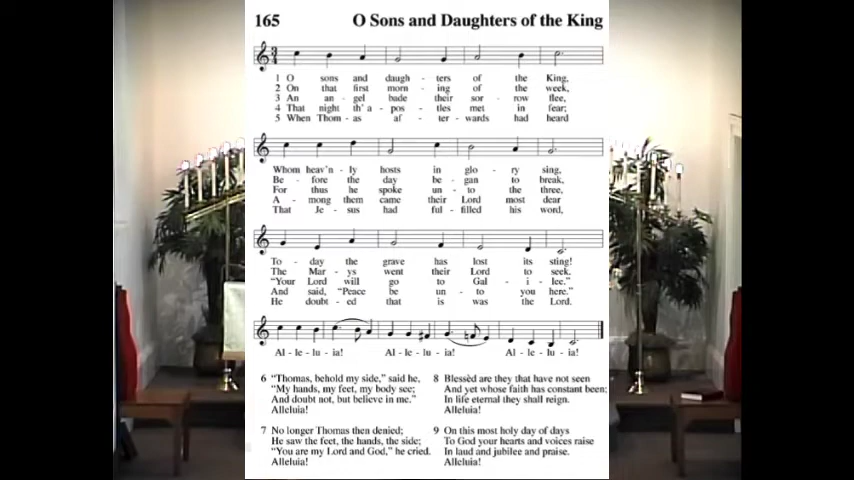 165 O Sons and Daughters of the King
3
4
1 O sons and daugh - ters of the King,
2 On that first morn - ing of the week,
3 An an - gel bade their sor - row flee,
4 That night th' a - pos - tles met in fear;
5 When Thom - as af - ter - wards had heard
Whom heav'n - ly hosts in glo - ry sing,
Be - fore the day be - gan to break,
For thus he spoke un - to the three,
A - mong them came their Lord most dear
That Je - sus had ful - filled his word,
To - day the grave has lost its sting!
The Mar - ys went their Lord to seek.
“Your Lord will go to Gal - i - lee.”
And said, “Peace be un - to you here.”
He doubt - ed that is was the Lord.
Al - le - lu - ia! Al - le - lu - ia! Al - le - lu - ia!
6 “Thomas, behold my side,” said he,
“My hands, my feet, my body see;
And doubt not, but believe in me.”
Alleluia!
7 No longer Thomas then denied;
He saw the feet, the hands, the side;
“You are my Lord and God,” he cried.
Alleluia!
8 Blessèd are they that have not seen
And yet whose faith has constant been;
In life eternal they shall reign.
Alleluia!
9 On this most holy day of days
To God your hearts and voices raise
In laud and jubilee and praise.
Alleluia!